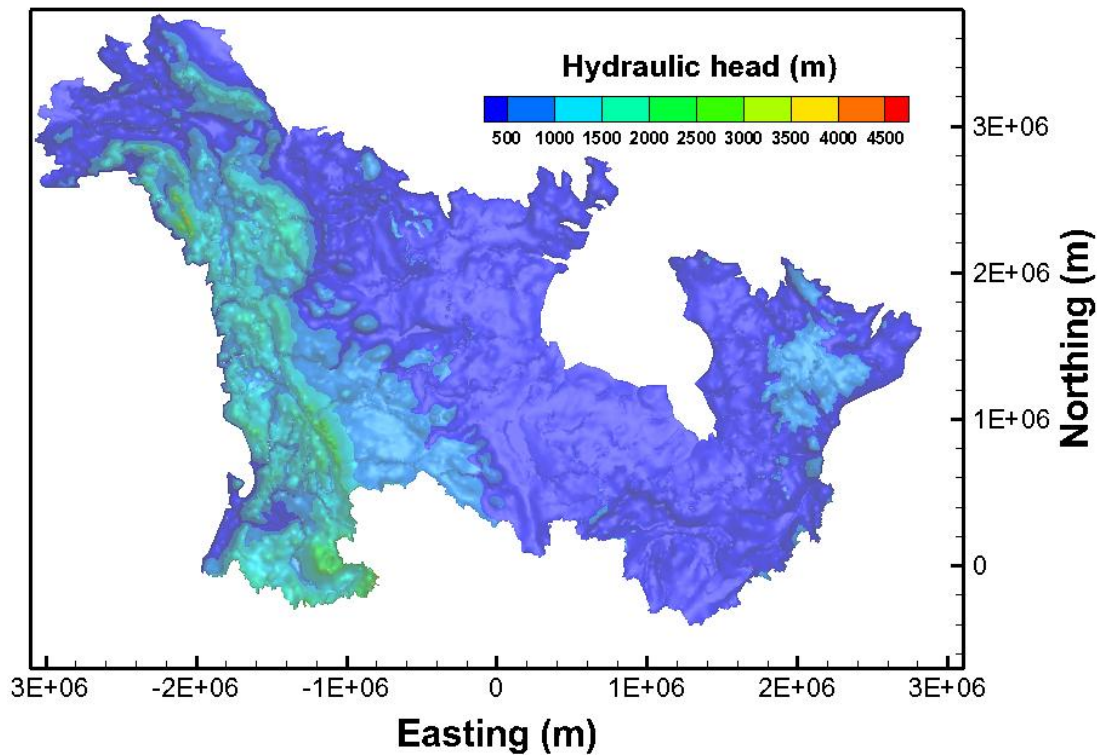 Hydraulic head (m)
500 1000 1500 2000 2500 3000 3500 4000 4500
3E+06
2E+06
1E+06
0
Northing (m)
3E+06 -2E+06 -1E+06 0 1E+06 2E+06 3E+06
Easting (m)